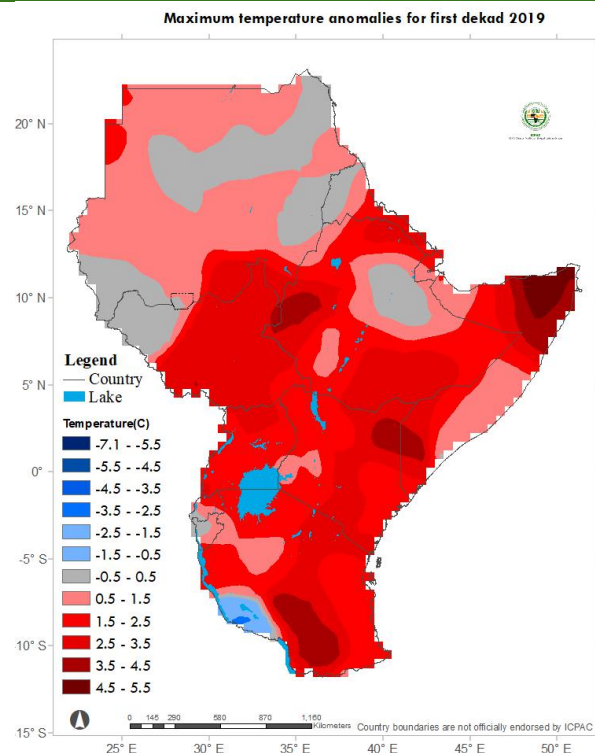 Maximum temperature anomalies for first dekad 2019
20° N
15° N
10° N
5° N
0°
-5° S
-10° S
-15° S
Legend
Country
Lake
Temperature(C)
-7.1 - -5.5
-5.5 - -4.5
-4.5 - -3.5
-3.5 - -2.5
-2.5 - -1.5
-1.5 - -0.5
-0.5 - 0.5
0.5 - 1.5
1.5 - 2.5
2.5 - 3.5
3.5 - 4.5
4.5 - 5.5
0 145 290 580 870 1,160
Kilometers
Country boundaries are not officially endorsed by ICPAC
25° E 30° E 35° E 40° E 45° E 50° E